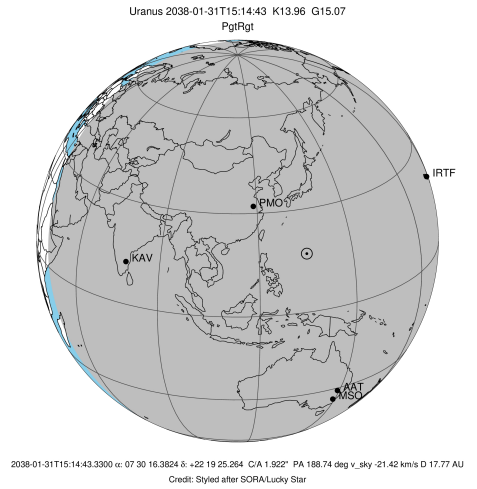 Uranus 2038-01-31T15:14:43 K13.96 G15.07
PgtRgt
IRTF
PMO
KAV
AAT
MSO
2038-01-31T15:14:43.3300 α: 07 30 16.3824 δ: +22 19 25.264 C/A 1.922" PA 188.74 deg v_sky -21.42 km/s D 17.77 AU
Credit: Styled after SORA/Lucky Star